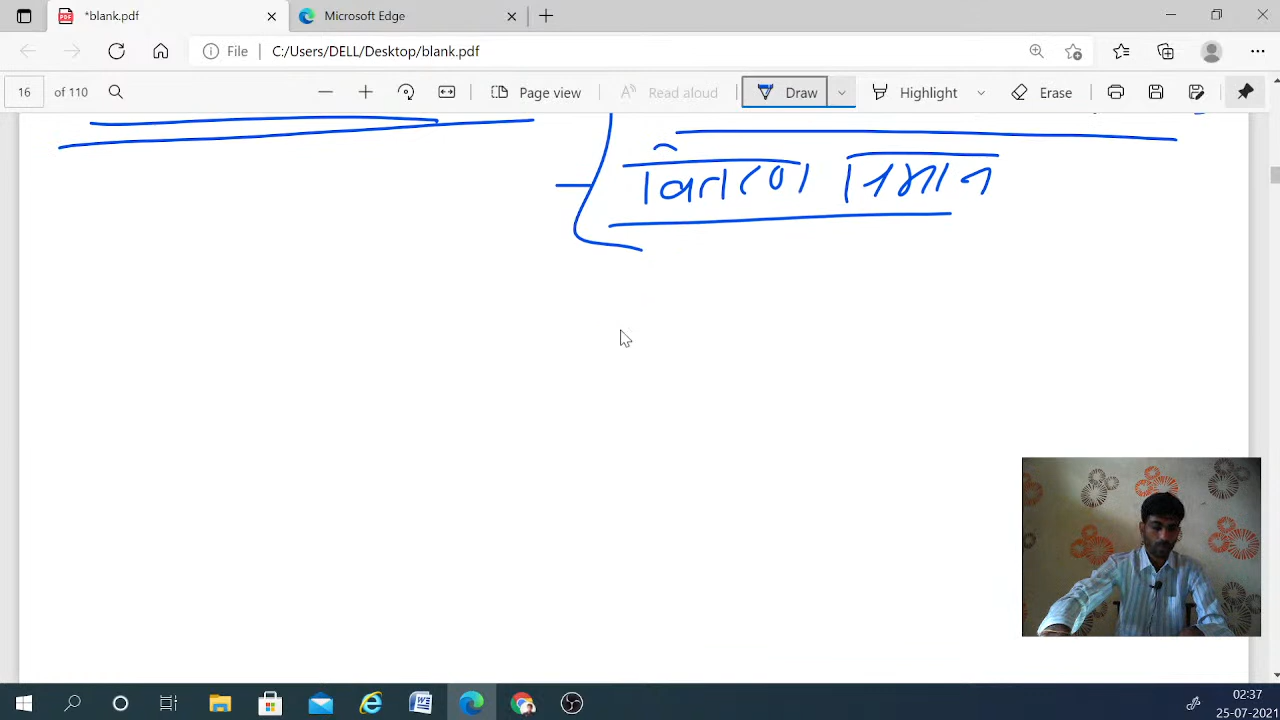 *blank.pdf
Microsoft Edge
File C:/Users/DELL/Desktop/blank.pdf
16 of 110 Page view Read aloud Draw Highlight Erase
02:37
25-07-2021